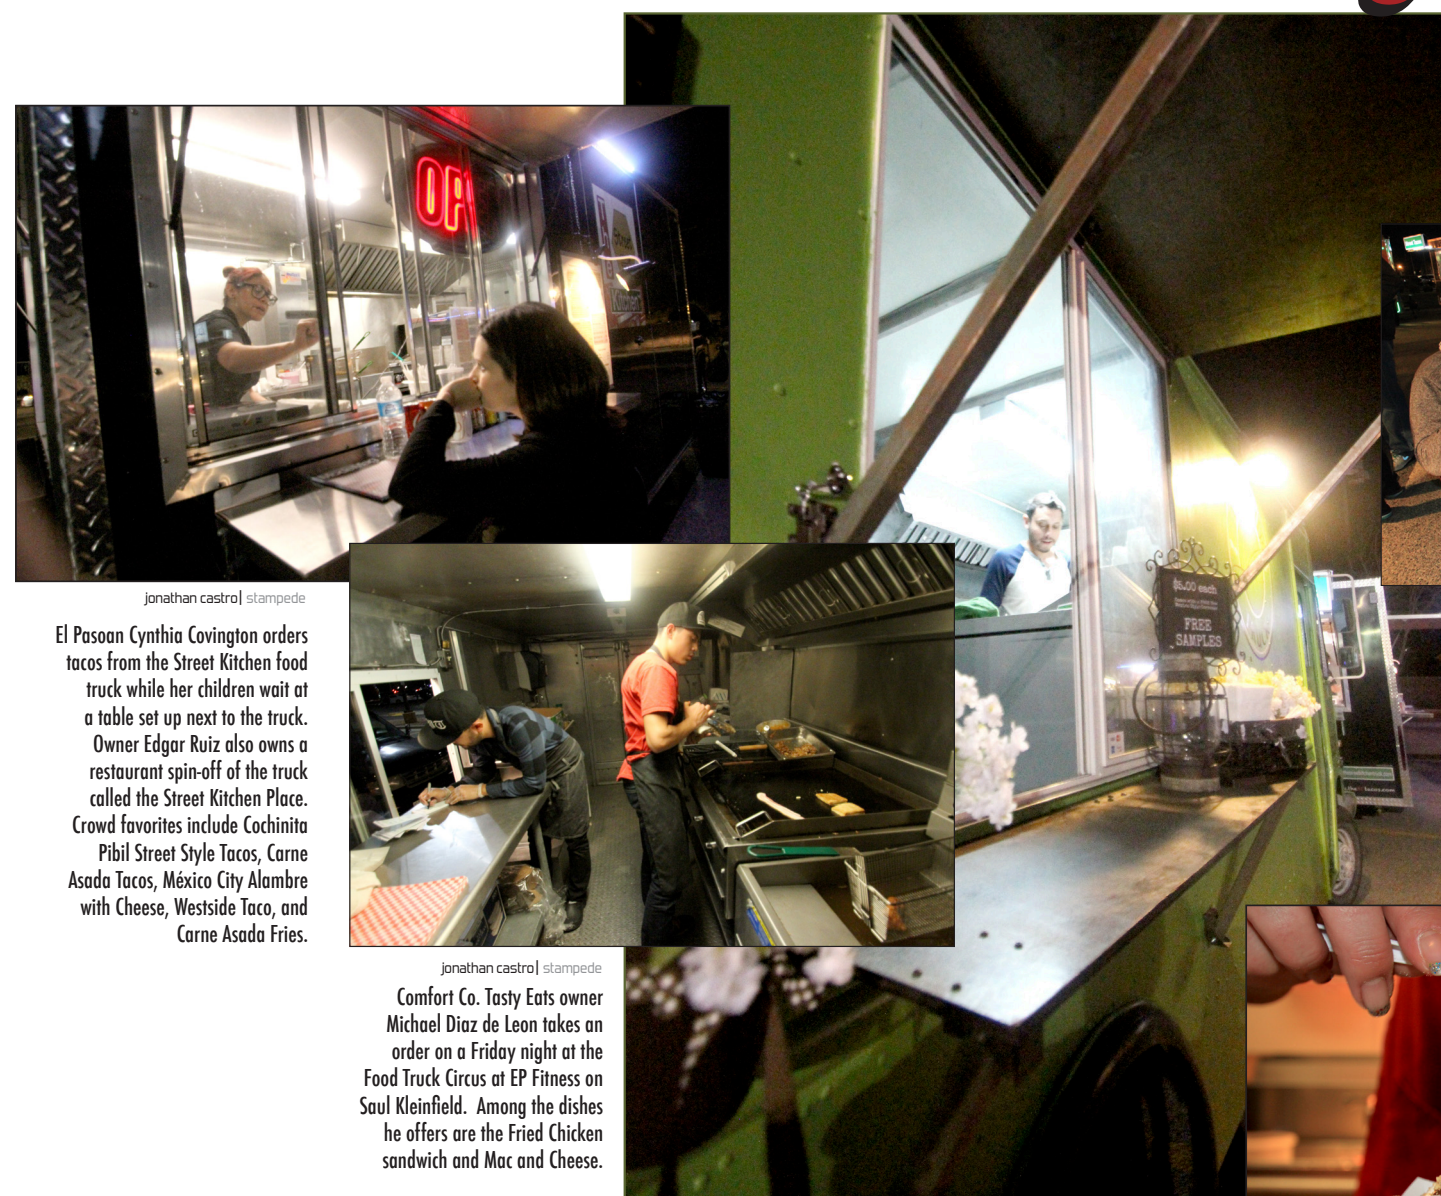 OP
Kitchen
jonathan castro| stampede
El Pasoan Cynthia Covington orders
tacos from the Street Kitchen food
truck while her children wait at
a table set up next to the truck.
Owner Edgar Ruiz also owns a
restaurant spin-off of the truck
called the Street Kitchen Place.
Crowd favorites include Cochinita
Pibil Street Style Tacos, Carne
Asada Tacos, México City Alambre
with Cheese, Westside Taco, and
Carne Asada Fries.
jonathan castro| stampede
Comfort Co. Tasty Eats owner
Michael Diaz de Leon takes an
order on a Friday night at the
Food Truck Circus at EP Fitness on
Saul Kleinfield.  Among the dishes
he offers are the Fried Chicken
sandwich and Mac and Cheese.
$5.00 each
FREE
SAMPLES